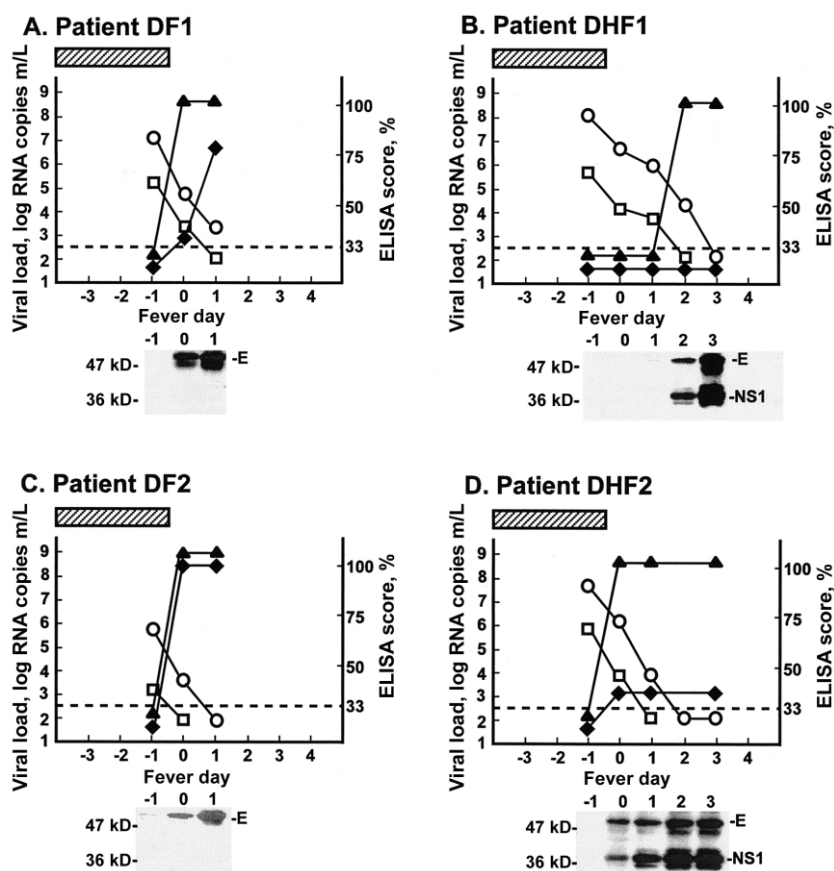 A. Patient DF1
Viral load, log RNA copies m/L
9
8
7
6
5
4
3
2
1
100
75
50
33
ELISA score, %
-3 -2 -1 0 1 2 3 4
Fever day
-1 0 1
47 kD- -E
36 kD-
B. Patient DHF1
Viral load, log RNA copies m/L
9
8
7
6
5
4
3
2
1
100
75
50
33
ELISA score, %
-3 -2 -1 0 1 2 3 4
Fever day
-1 0 1 2 3
47 kD- -E
36 kD- -NS1
C. Patient DF2
Viral load, log RNA copies m/L
9
8
7
6
5
4
3
2
1
100
75
50
33
ELISA score, %
-3 -2 -1 0 1 2 3 4
Fever day
-1 0 1
47 kD- -E
36 kD-
D. Patient DHF2
Viral load, log RNA copies m/L
9
8
7
6
5
4
3
2
1
100
75
50
33
ELISA score, %
-3 -2 -1 0 1 2 3 4
Fever day
-1 0 1 2 3
47 kD- -E
36 kD- -NS1